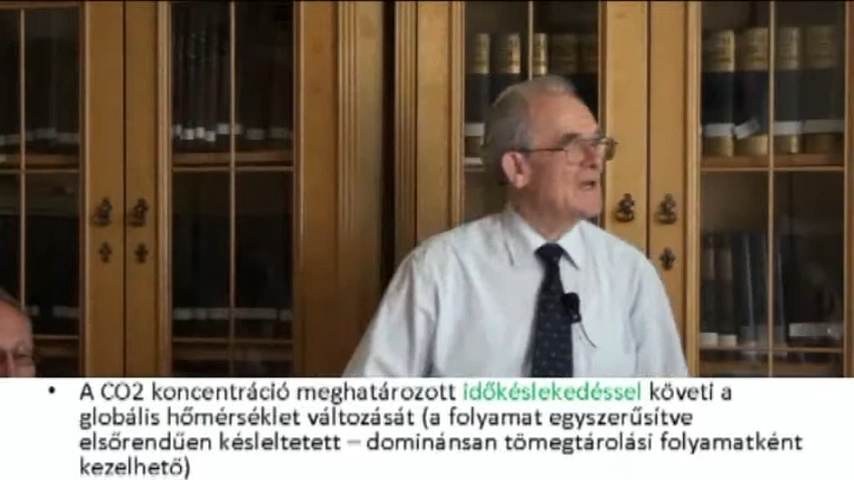 • A CO2 koncentráció meghatározott időkéslekedéssel követi a
globális hőmérséklet változását (a folyamat egyszerűsítve
elsőrendűen késleltetett – dominánsan tömegtárolási folyamatként
kezelhető)